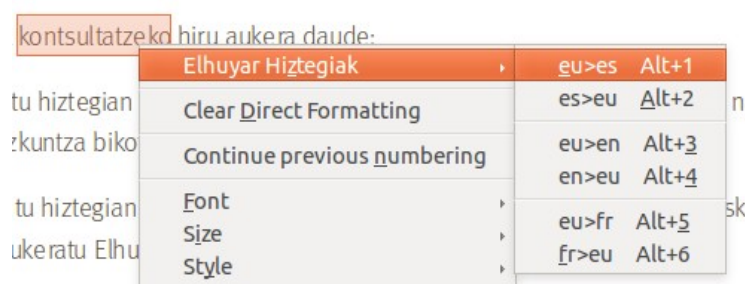 kontsultatzeko hiru aukera daude:
Elhuyar Hiztegiak
eu>es Alt+1
tu hiztegian
Clear Direct Formatting
es>eu Alt+2
Continue previous numbering
eu>en Alt+3
en>eu Alt+4
tu hiztegian
Font
eu>fr Alt+5
Size
fr>eu Alt+6
Elhu
Style